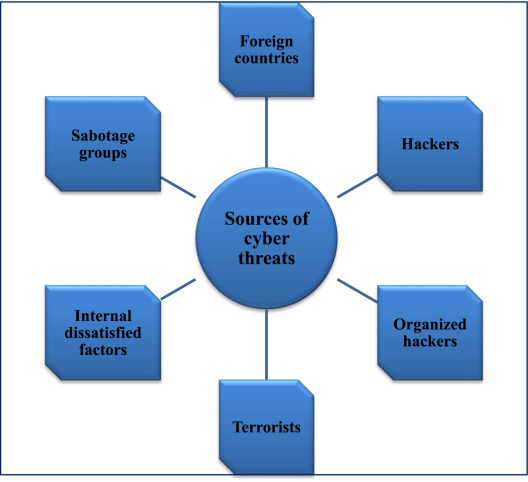 Foreign
countries
Sabotage
groups
Hackers
Sources of
cyber
threats
Internal
dissatisfied
factors
Organized
hackers
Terrorists